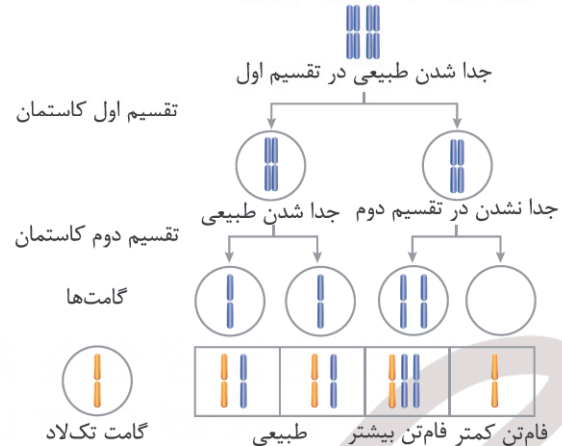 جدا شدن طبیعی در تقسیم اول
تقسیم اول کاستمان
جدا نشدن در تقسیم دوم
جدا شدن طبیعی
تقسیم دوم کاستمان
گامت‌ها
فام‌تن کمتر
فام‌تن بیشتر
طبیعی
گامت تک‌لاد